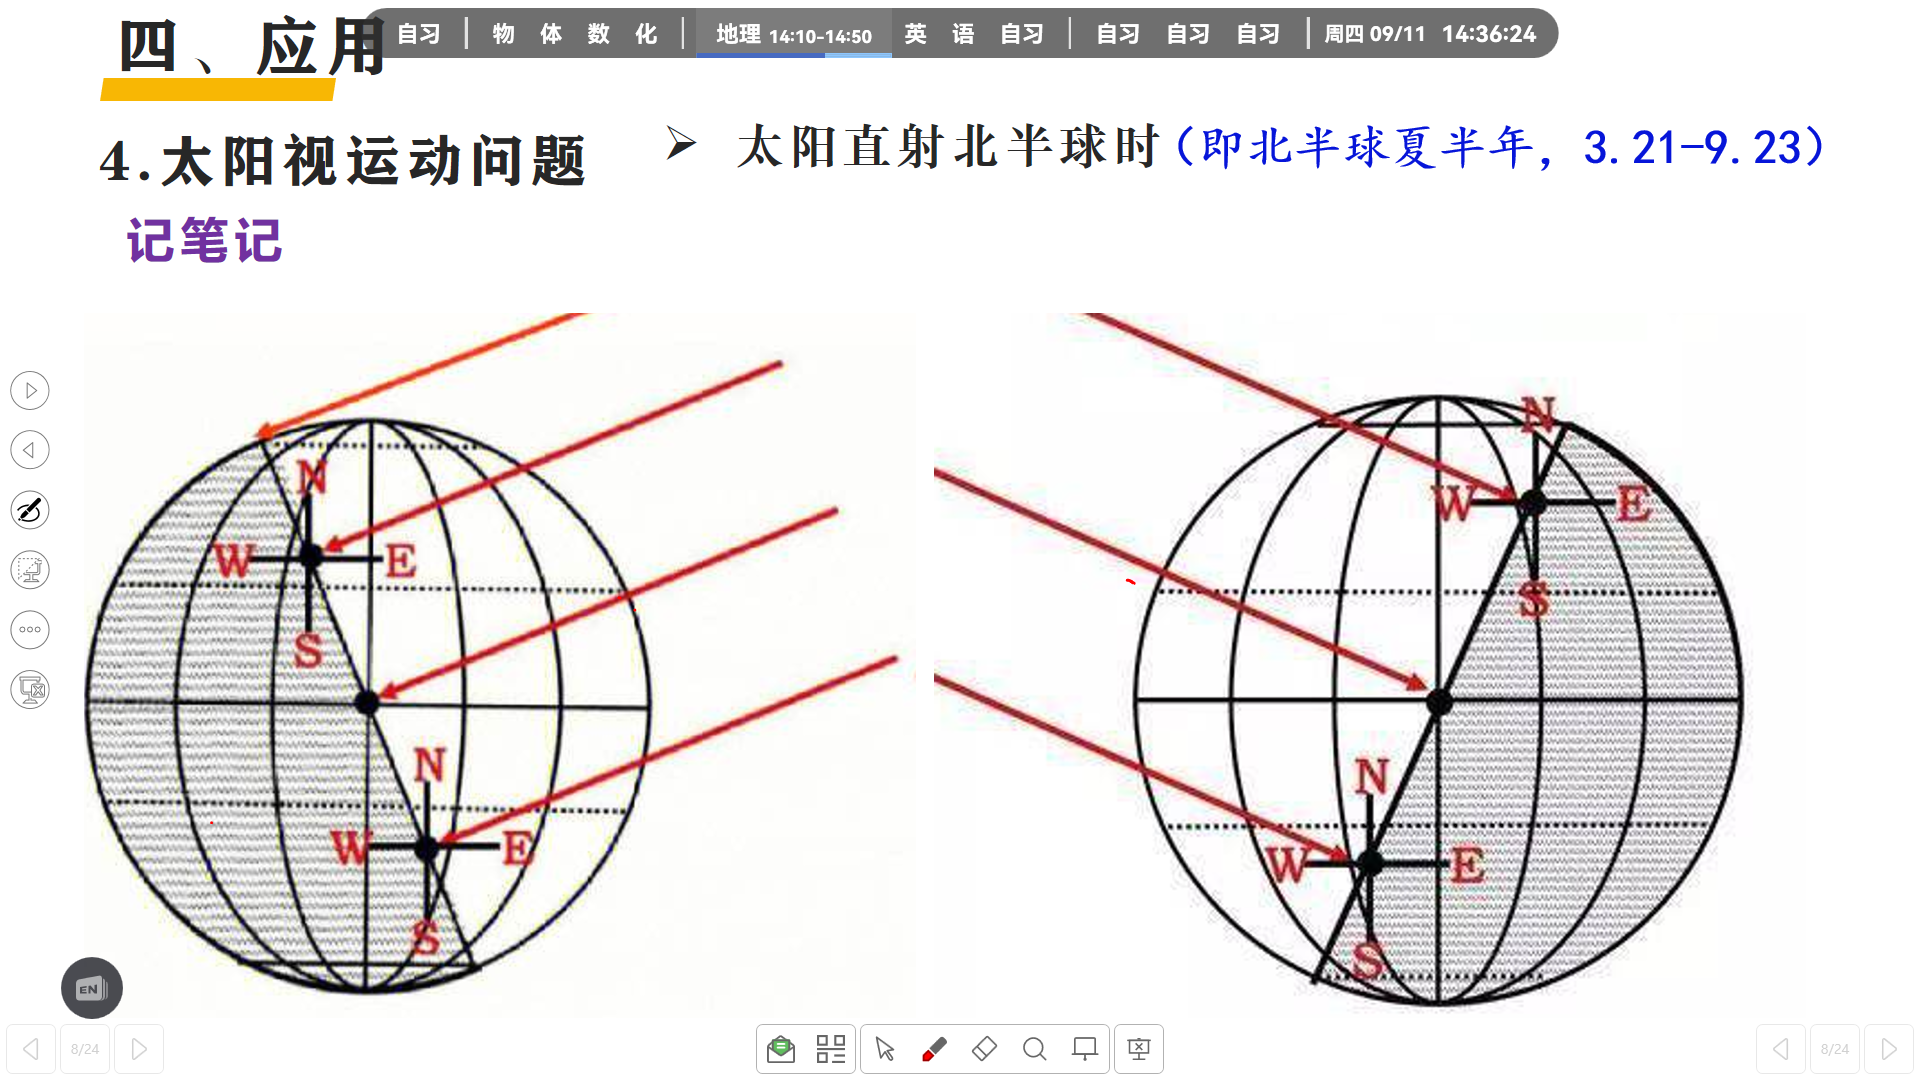 自习 | 物 体 数 化 | 地理 14:10-14:50 英 语 自习 | 自习 自习 自习 | 周四 09/11 14:36:24
四、应用
4.太阳视运动问题
➢ 太阳直射北半球时(即北半球夏半年，3.21-9.23)
记笔记
N
W E
S
N
W E
S
N
W E
S
N
W E
S
EN
8/24
8/24